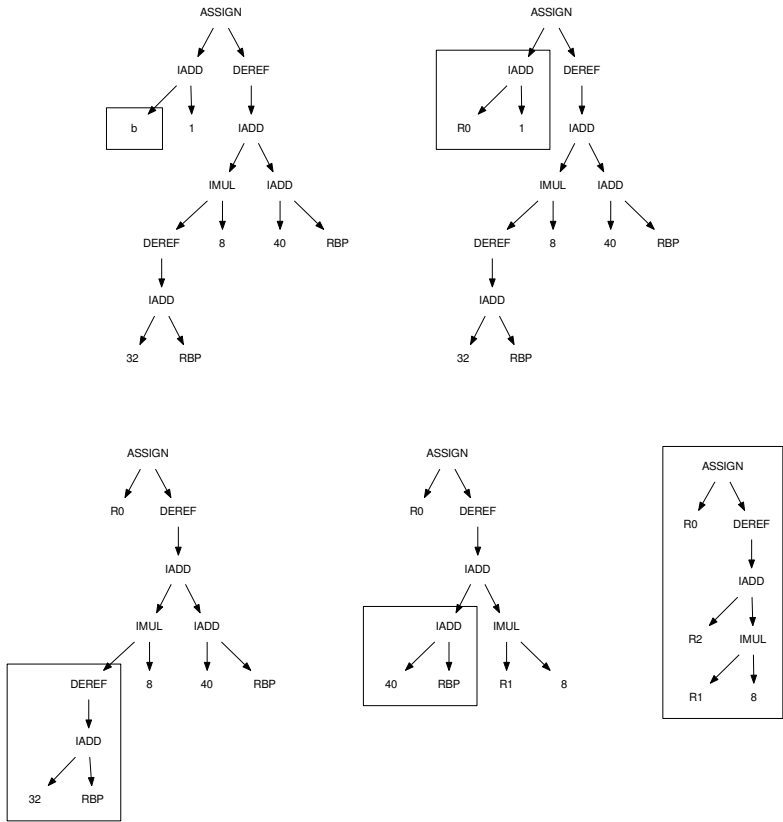 ASSIGN
IADD DEREF
b 1 IADD
IMUL IADD
DEREF 8 40 RBP
IADD
32 RBP
ASSIGN
IADD DEREF
R0 1 IADD
IMUL IADD
DEREF 8 40 RBP
IADD
32 RBP
ASSIGN
R0 DEREF
IADD
IMUL IADD
DEREF 8 40 RBP
IADD
32 RBP
ASSIGN
R0 DEREF
IADD
IADD IMUL
40 RBP R1 8
ASSIGN
R0 DEREF
IADD
R2 IMUL
R1 8